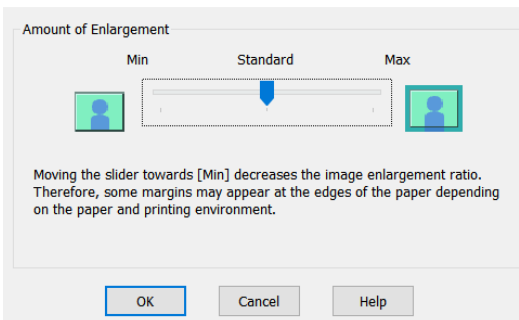 Amount of Enlargement
Min Standard Max
Moving the slider towards [Min] decreases the image enlargement ratio.
Therefore, some margins may appear at the edges of the paper depending
on the paper and printing environment.
OK Cancel Help